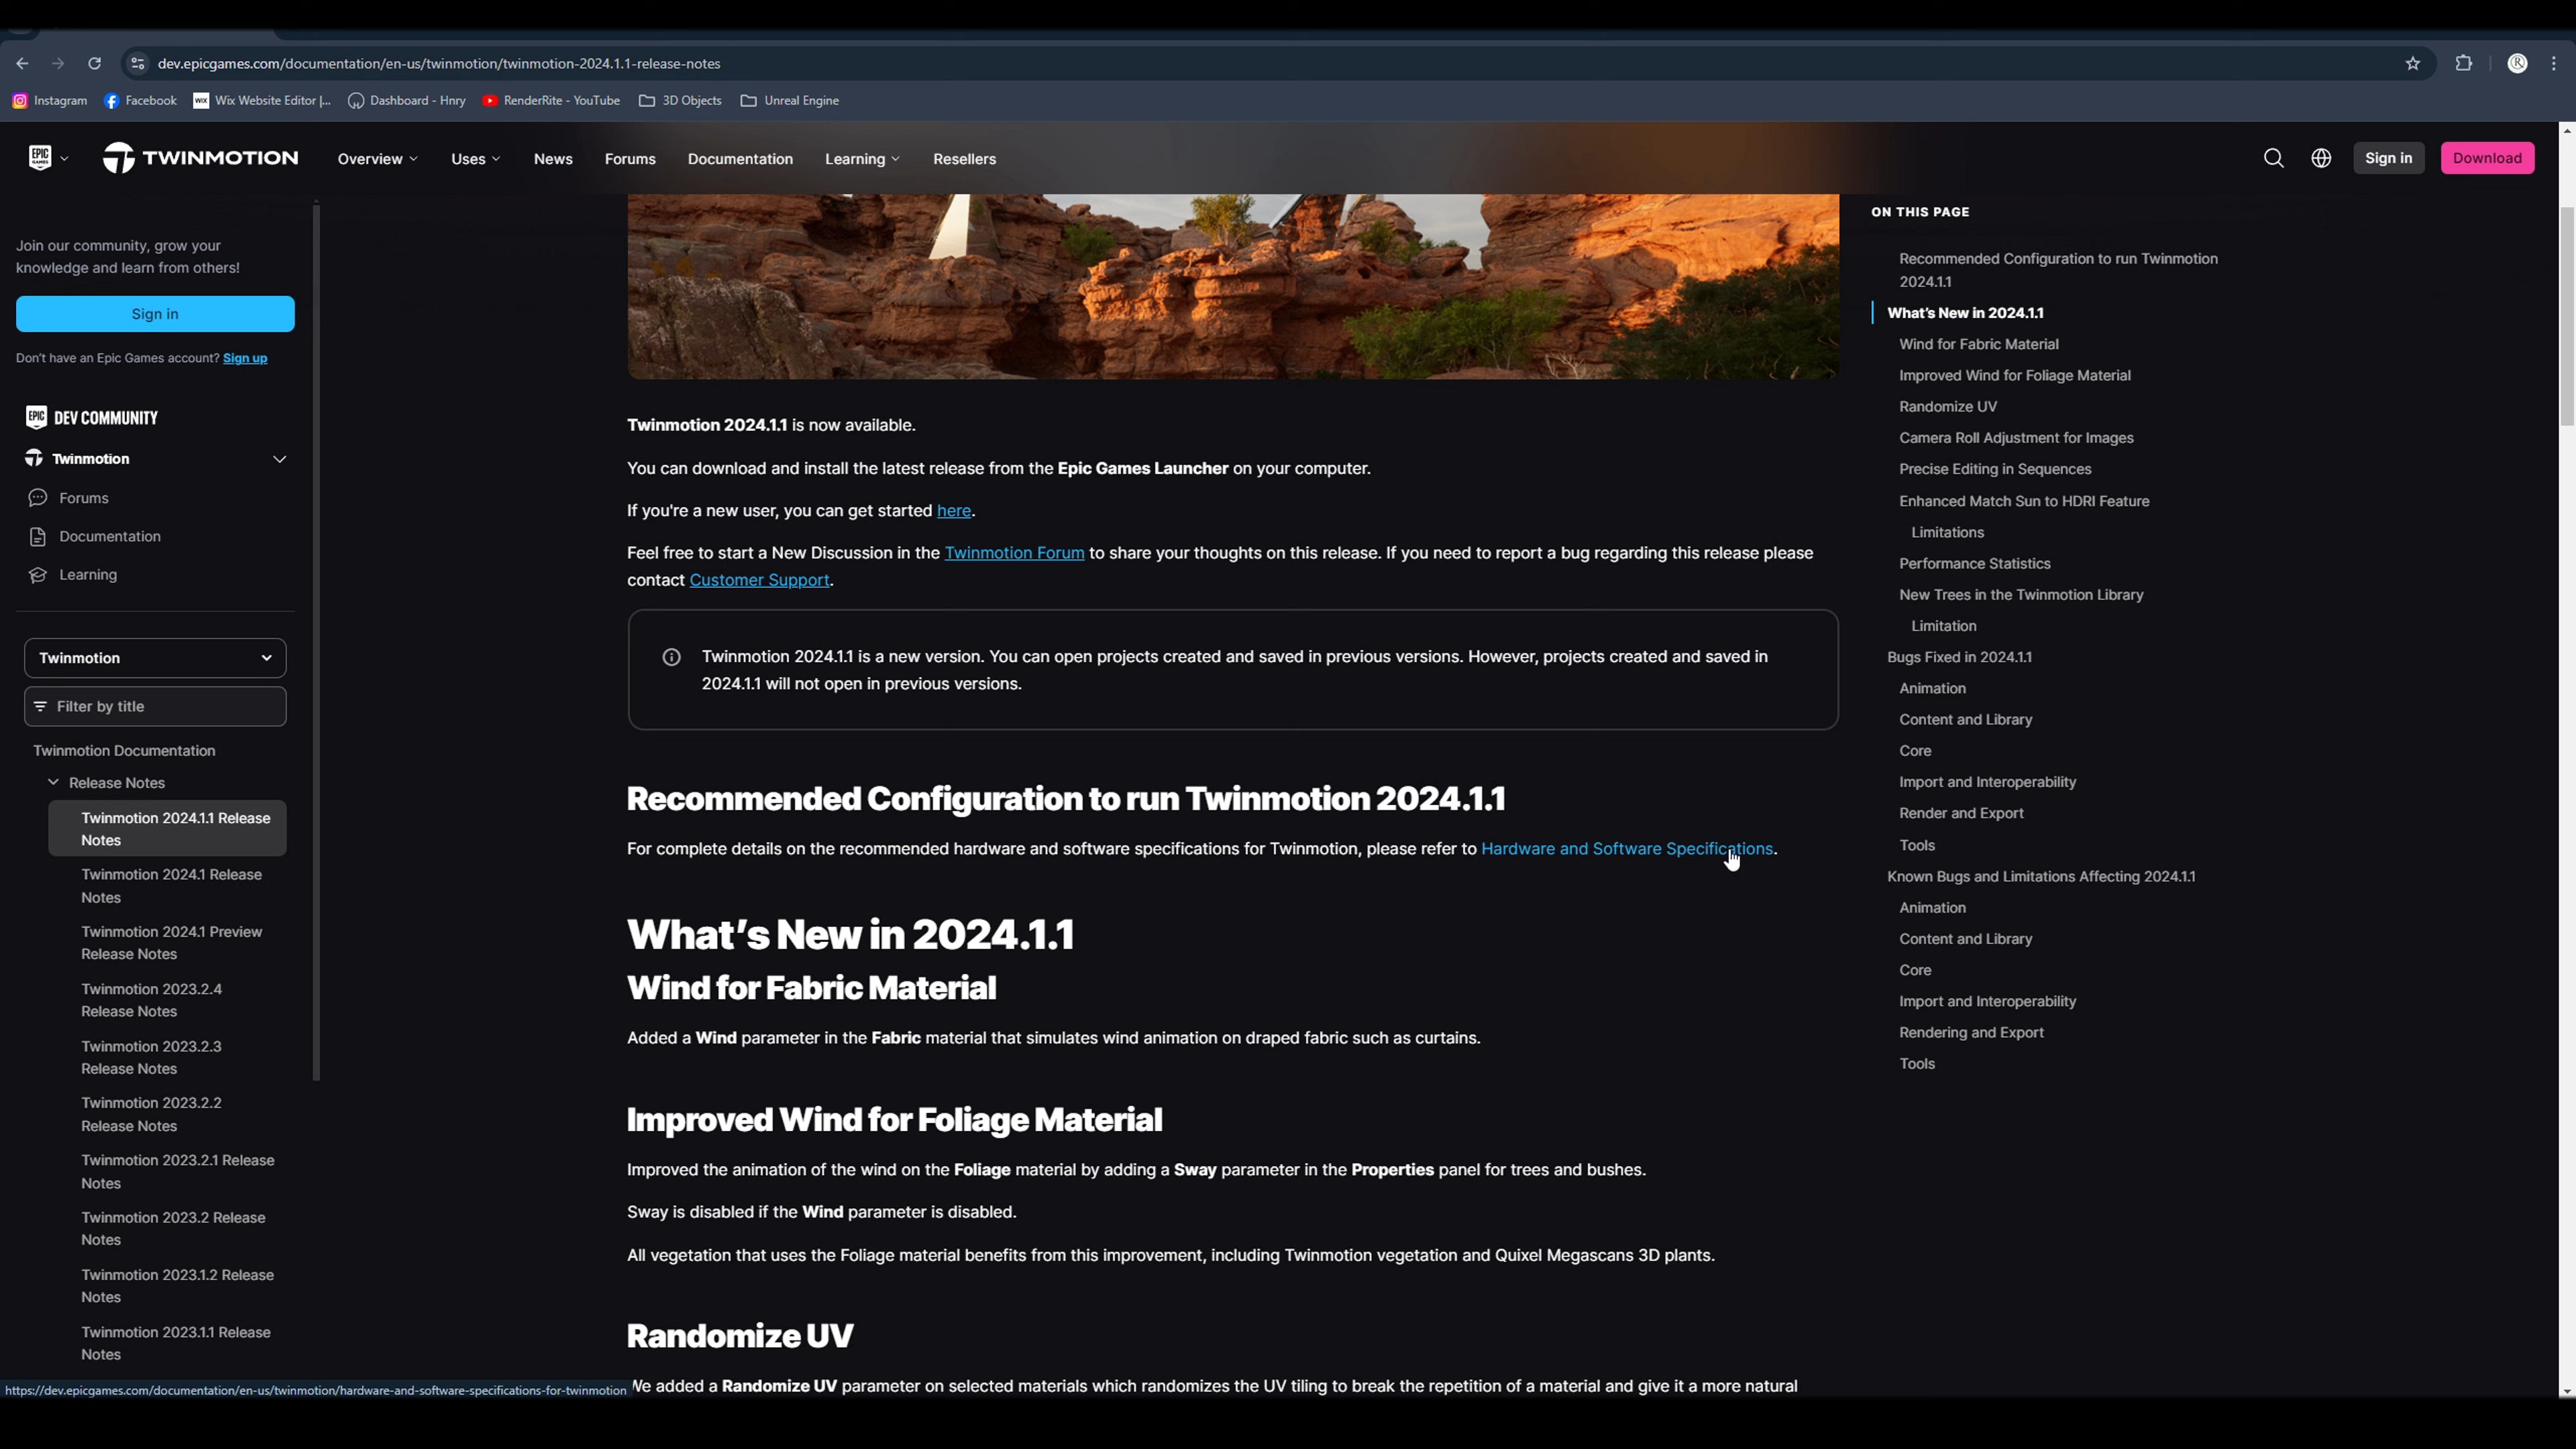 dev.epicgames.com/documentation/en-us/twinmotion/twinmotion-2024.1.1-release-notes
Instagram Facebook Wix Website Editor |... Dashboard - Hnry RenderRite - YouTube 3D Objects Unreal Engine
EPIC GAMES TWINMOTION Overview Uses News Forums Documentation Learning Resellers Sign in Download
Join our community, grow your
knowledge and learn from others!
Sign in
Don't have an Epic Games account? Sign up
EPIC DEV COMMUNITY
Twinmotion
Forums
Documentation
Learning
Twinmotion
Filter by title
Twinmotion Documentation
Release Notes
Twinmotion 2024.1.1 Release
Notes
Twinmotion 2024.1 Release
Notes
Twinmotion 2024.1 Preview
Release Notes
Twinmotion 2023.2.4
Release Notes
Twinmotion 2023.2.3
Release Notes
Twinmotion 2023.2.2
Release Notes
Twinmotion 2023.2.1 Release
Notes
Twinmotion 2023.2 Release
Notes
Twinmotion 2023.1.2 Release
Notes
Twinmotion 2023.1.1 Release
Notes
Twinmotion 2024.1.1 is now available.
You can download and install the latest release from the Epic Games Launcher on your computer.
If you're a new user, you can get started here.
Feel free to start a New Discussion in the Twinmotion Forum to share your thoughts on this release. If you need to report a bug regarding this release please
contact Customer Support.
Twinmotion 2024.1.1 is a new version. You can open projects created and saved in previous versions. However, projects created and saved in
2024.1.1 will not open in previous versions.
Recommended Configuration to run Twinmotion 2024.1.1
For complete details on the recommended hardware and software specifications for Twinmotion, please refer to Hardware and Software Specifications.
What's New in 2024.1.1
Wind for Fabric Material
Added a Wind parameter in the Fabric material that simulates wind animation on draped fabric such as curtains.
Improved Wind for Foliage Material
Improved the animation of the wind on the Foliage material by adding a Sway parameter in the Properties panel for trees and bushes.
Sway is disabled if the Wind parameter is disabled.
All vegetation that uses the Foliage material benefits from this improvement, including Twinmotion vegetation and Quixel Megascans 3D plants.
Randomize UV
We added a Randomize UV parameter on selected materials which randomizes the UV tiling to break the repetition of a material and give it a more natural
ON THIS PAGE
Recommended Configuration to run Twinmotion
2024.1.1
What's New in 2024.1.1
Wind for Fabric Material
Improved Wind for Foliage Material
Randomize UV
Camera Roll Adjustment for Images
Precise Editing in Sequences
Enhanced Match Sun to HDRI Feature
Limitations
Performance Statistics
New Trees in the Twinmotion Library
Limitation
Bugs Fixed in 2024.1.1
Animation
Content and Library
Core
Import and Interoperability
Render and Export
Tools
Known Bugs and Limitations Affecting 2024.1.1
Animation
Content and Library
Core
Import and Interoperability
Rendering and Export
Tools
https://dev.epicgames.com/documentation/en-us/twinmotion/hardware-and-software-specifications-for-twinmotion